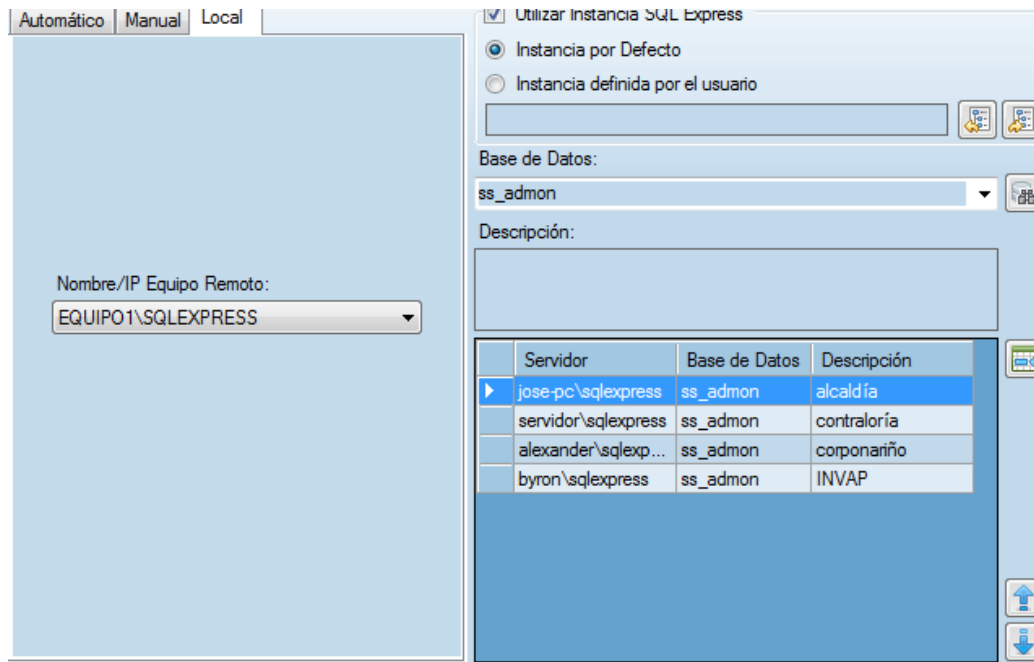 Automático Manual Local
Nombre/IP Equipo Remoto:
EQUIPO1\SQLEXPRESS
Utilizar Instancia SQL Express
Instancia por Defecto
Instancia definida por el usuario
Base de Datos:
ss_admon
Descripción:
Servidor Base de Datos Descripción
jose-pc\sqlexpress ss_admon alcaldía
servidor\sqlexpress ss_admon contraloría
alexander\sqlexp... ss_admon corponariño
byron\sqlexpress ss_admon INVAP